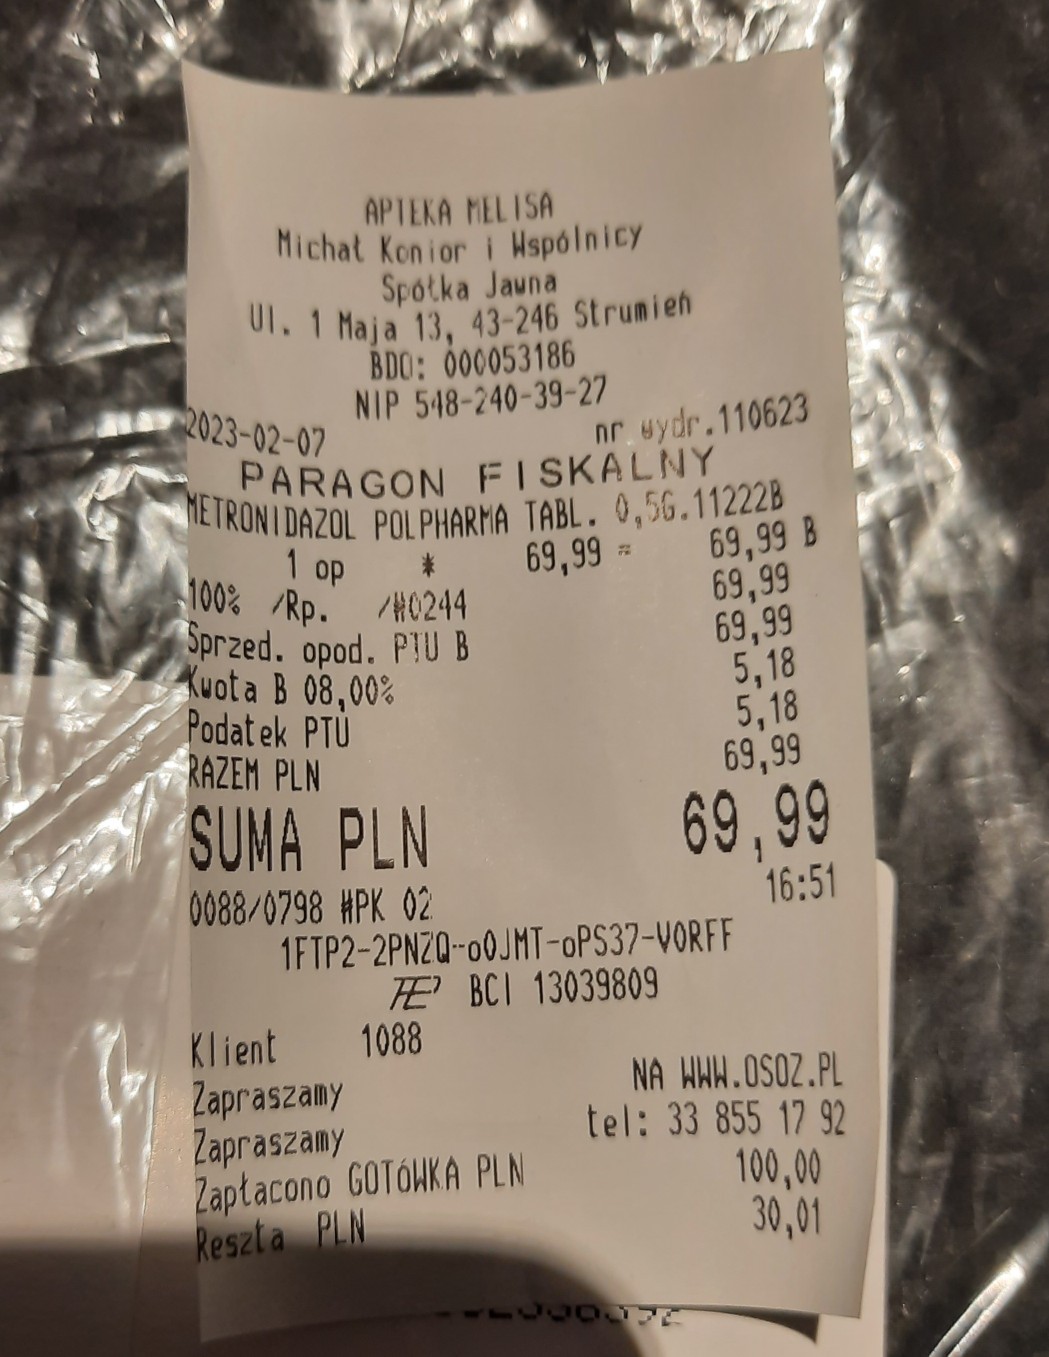 APTEKA MELISA
Michał Konior i Wspólnicy
Spółka Jawna
Ul. 1 Maja 13, 43-246 Strumień
BDO: 000053186
NIP 548-240-39-27
2023-02-07 nr wydr.110623
PARAGON FISKALNY
METRONIDAZOL POLPHARMA TABL. 0,5G.11222B
1 op * 69,99 = 69,99 B
100% /Rp. /#0244 69,99
Sprzed. opod. PTU B 69,99
Kwota B 08,00% 5,18
Podatek PTU 5,18
RAZEM PLN 69,99
SUMA PLN 69,99
0088/0798 #PK 02 16:51
1FTP2-2PNZQ-o0JMT-oPS37-V0RFF
BCI 13039809
Klient 1088
Zapraszamy NA WWW.OSOZ.PL
Zapraszamy tel: 33 855 17 92
Zapłacono GOTÓWKA PLN 100,00
Reszta PLN 30,01